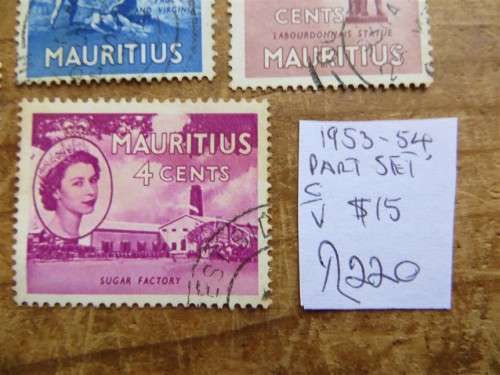 AND VIRGINIA
MAURITIUS
CENTS
LABOURDONNAIS STATUE
MAURITIUS
MAURITIUS
4 CENTS
SUGAR FACTORY
1953-54
PART SET
C
V $15
R220